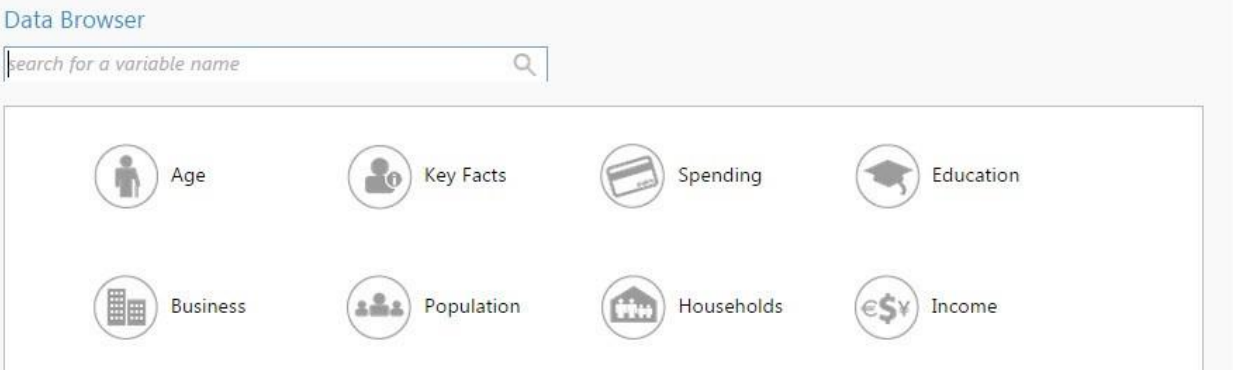 Data Browser
search for a variable name
Age Key Facts Spending Education
Business Population Households Income